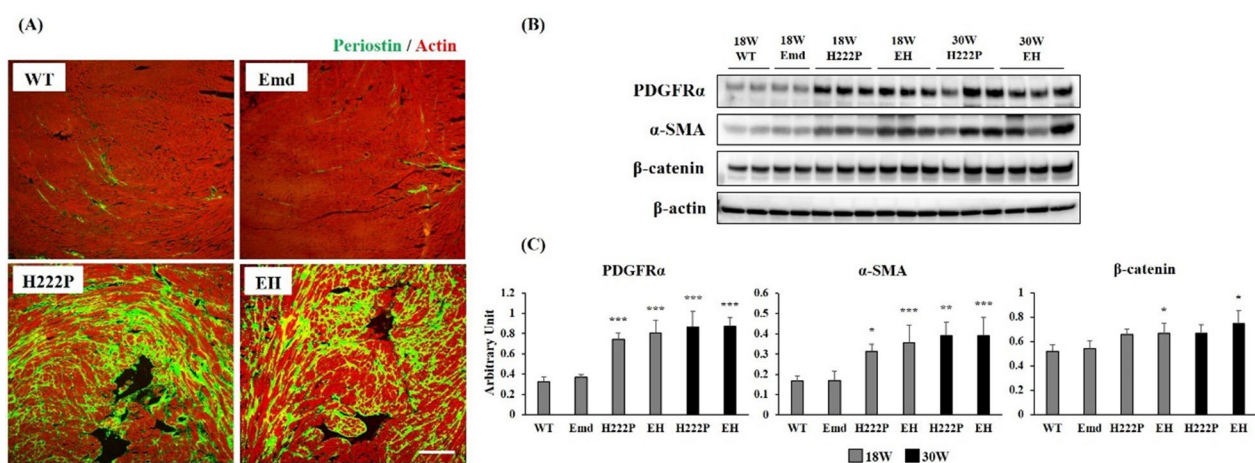 (A)
Periostin / Actin
WT
Emd
H222P
EH
(B)
18W 18W 18W 18W 30W 30W
WT Emd H222P EH H222P EH
PDGFRα
α-SMA
β-catenin
β-actin
(C)
PDGFRα
Arbitrary Unit
1.2
1
0.8
0.6
0.4
0.2
0
*** *** *** ***
WT Emd H222P EH H222P EH
α-SMA
0.6
0.5
0.4
0.3
0.2
0.1
0
* *** ** ***
WT Emd H222P EH H222P EH
β-catenin
1
0.8
0.6
0.4
0.2
0
* *
WT Emd H222P EH H222P EH
18W 30W